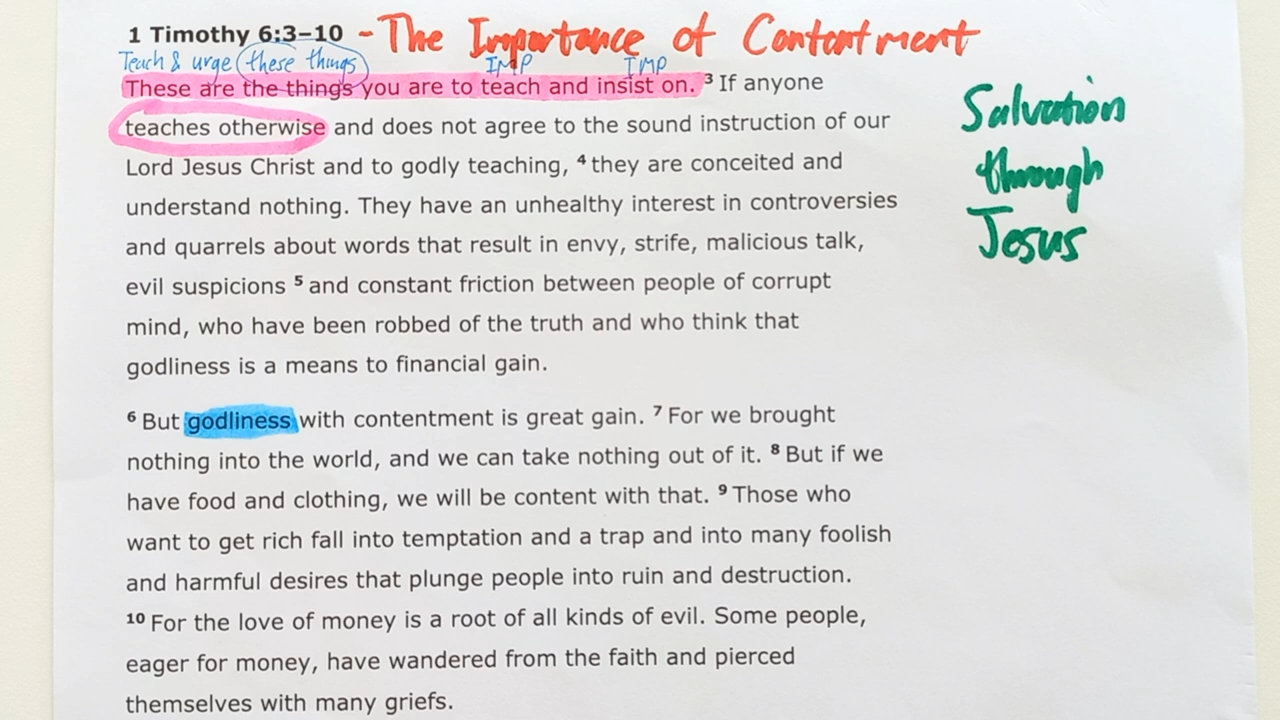 1 Timothy 6:3–10 - The Importance of Contentment
Teach & urge these things IMP IMP
These are the things you are to teach and insist on. 3 If anyone
teaches otherwise and does not agree to the sound instruction of our
Lord Jesus Christ and to godly teaching, 4 they are conceited and
understand nothing. They have an unhealthy interest in controversies
and quarrels about words that result in envy, strife, malicious talk,
evil suspicions 5 and constant friction between people of corrupt
mind, who have been robbed of the truth and who think that
godliness is a means to financial gain.
6 But godliness with contentment is great gain. 7 For we brought
nothing into the world, and we can take nothing out of it. 8 But if we
have food and clothing, we will be content with that. 9 Those who
want to get rich fall into temptation and a trap and into many foolish
and harmful desires that plunge people into ruin and destruction.
10 For the love of money is a root of all kinds of evil. Some people,
eager for money, have wandered from the faith and pierced
themselves with many griefs.
Salvation
through
Jesus